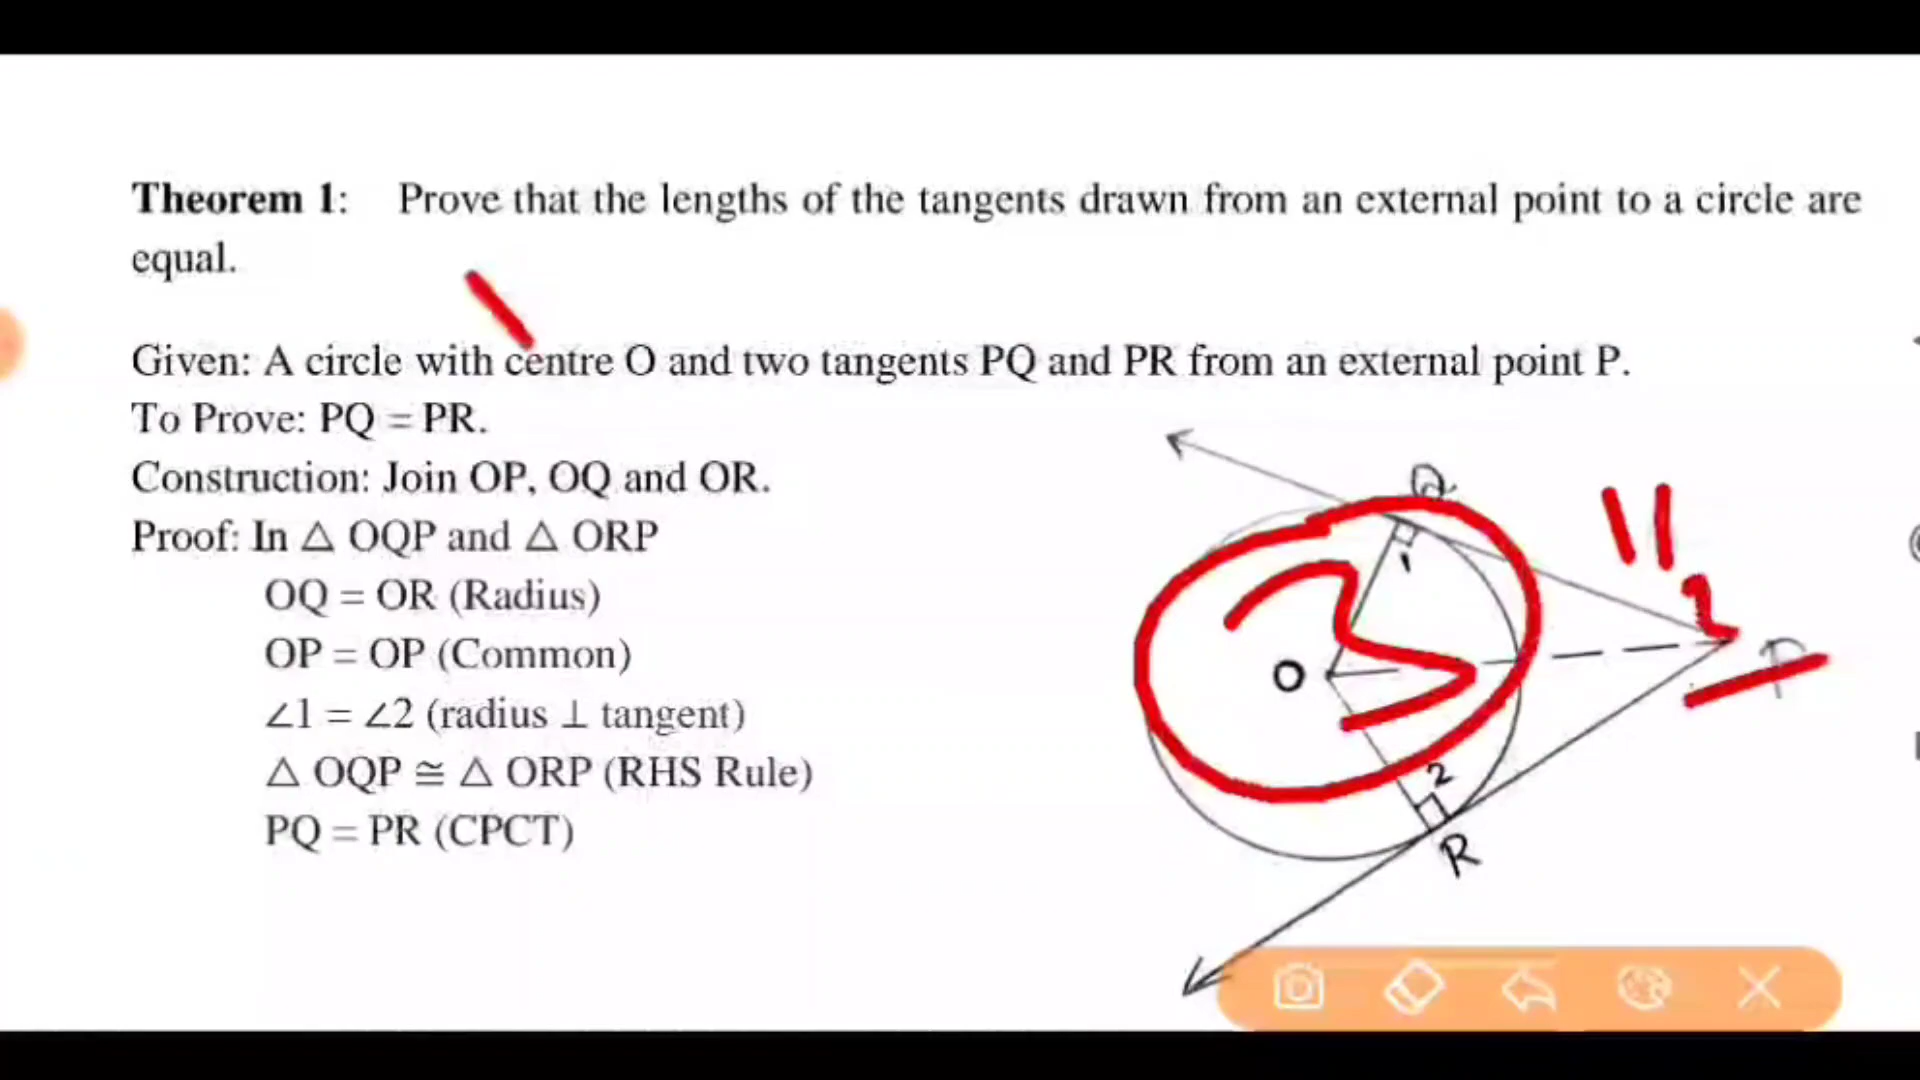 Theorem 1: Prove that the lengths of the tangents drawn from an external point to a circle are
equal.
Given: A circle with centre O and two tangents PQ and PR from an external point P.
To Prove: PQ = PR.
Construction: Join OP, OQ and OR.
Proof: In △ OQP and △ ORP
OQ = OR (Radius)
OP = OP (Common)
∠1 = ∠2 (radius ⊥ tangent)
△ OQP ≅ △ ORP (RHS Rule)
PQ = PR (CPCT)
Q
1
O
P
2
R